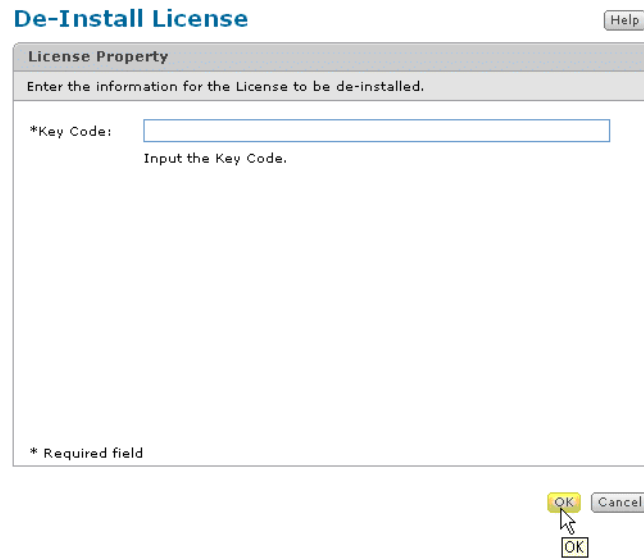 De-Install License
Help
License Property
Enter the information for the License to be de-installed.
*Key Code:
Input the Key Code.
* Required field
OK Cancel
OK